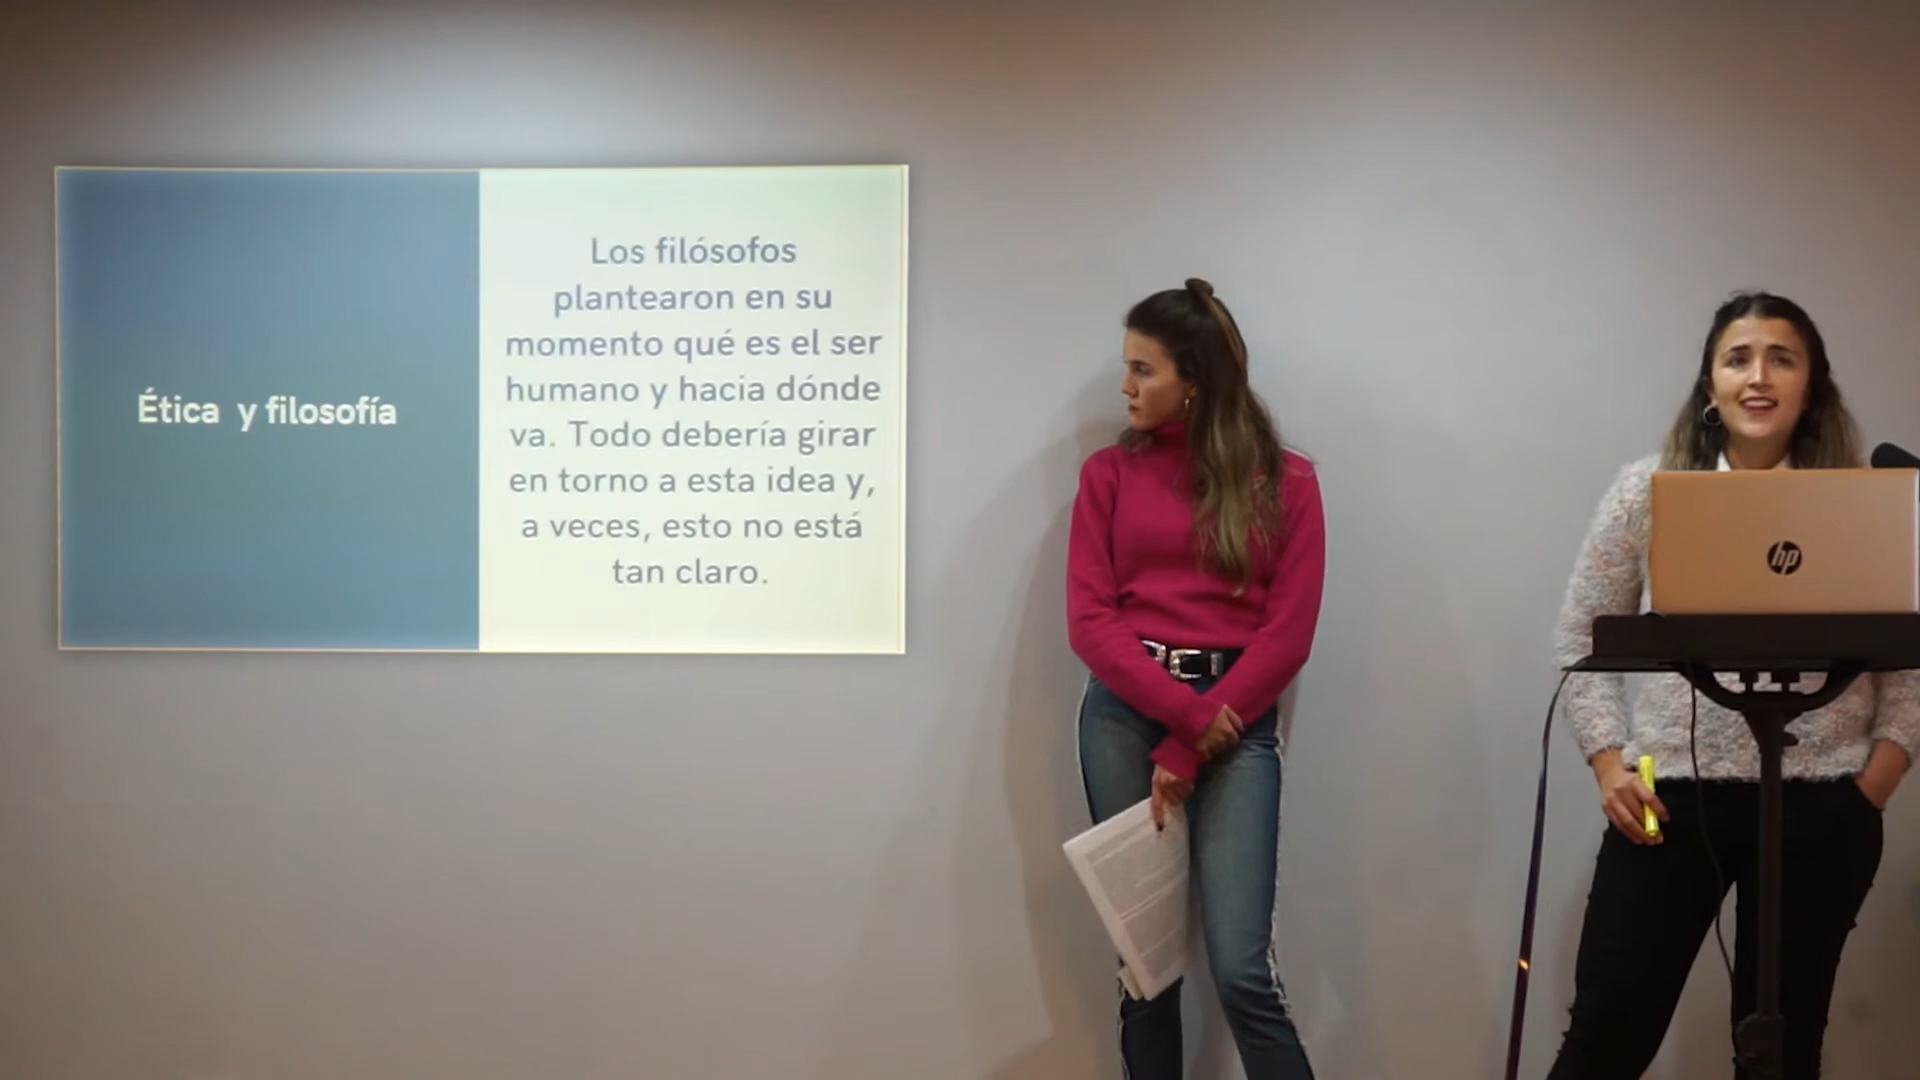 Ética y filosofía
Los filósofos
plantearon en su
momento qué es el ser
humano y hacia dónde
va. Todo debería girar
en torno a esta idea y,
a veces, esto no está
tan claro.
hp